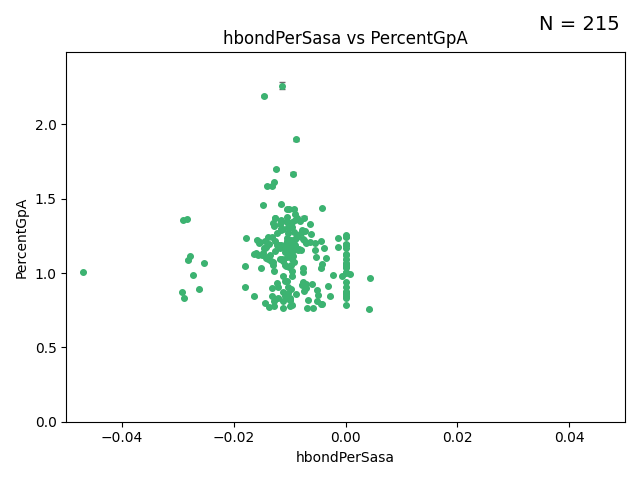 N = 215
hbondPerSasa vs PercentGpA
2.0
1.5
1.0
0.5
0.0
PercentGpA
−0.04 −0.02 0.00 0.02 0.04
hbondPerSasa